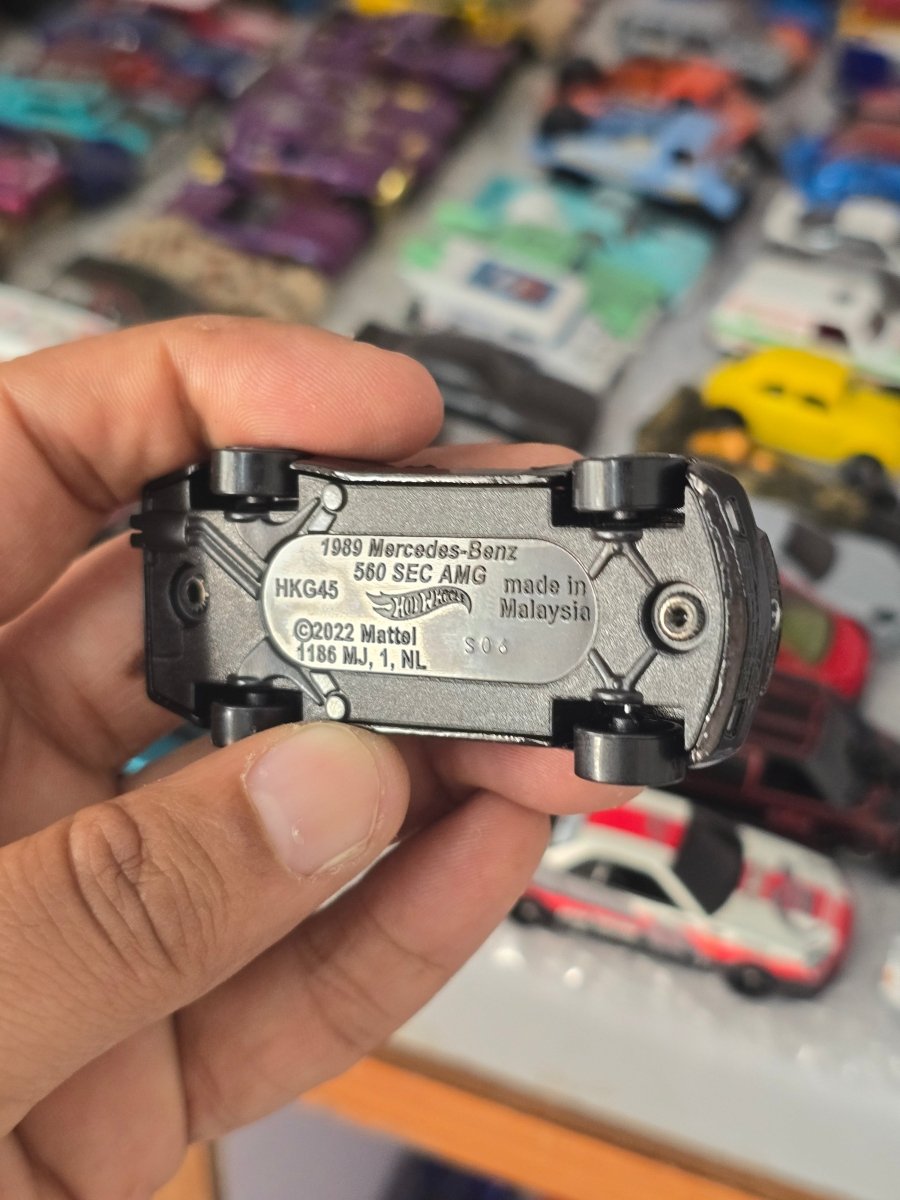 1989 Mercedes-Benz
560 SEC AMG
HKG45
HOT WHEELS
made in
Malaysia
©2022 Mattel
1186 MJ, 1, NL
S06